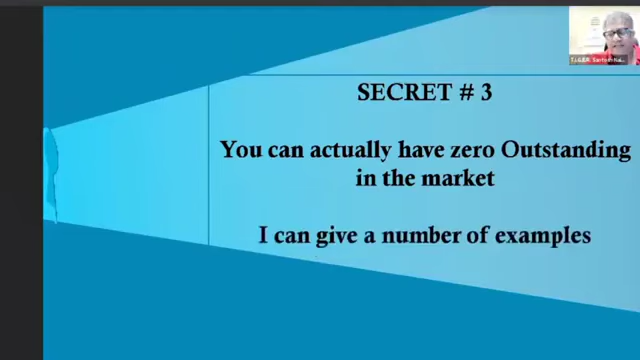 SECRET # 3
You can actually have zero Outstanding
in the market
I can give a number of examples